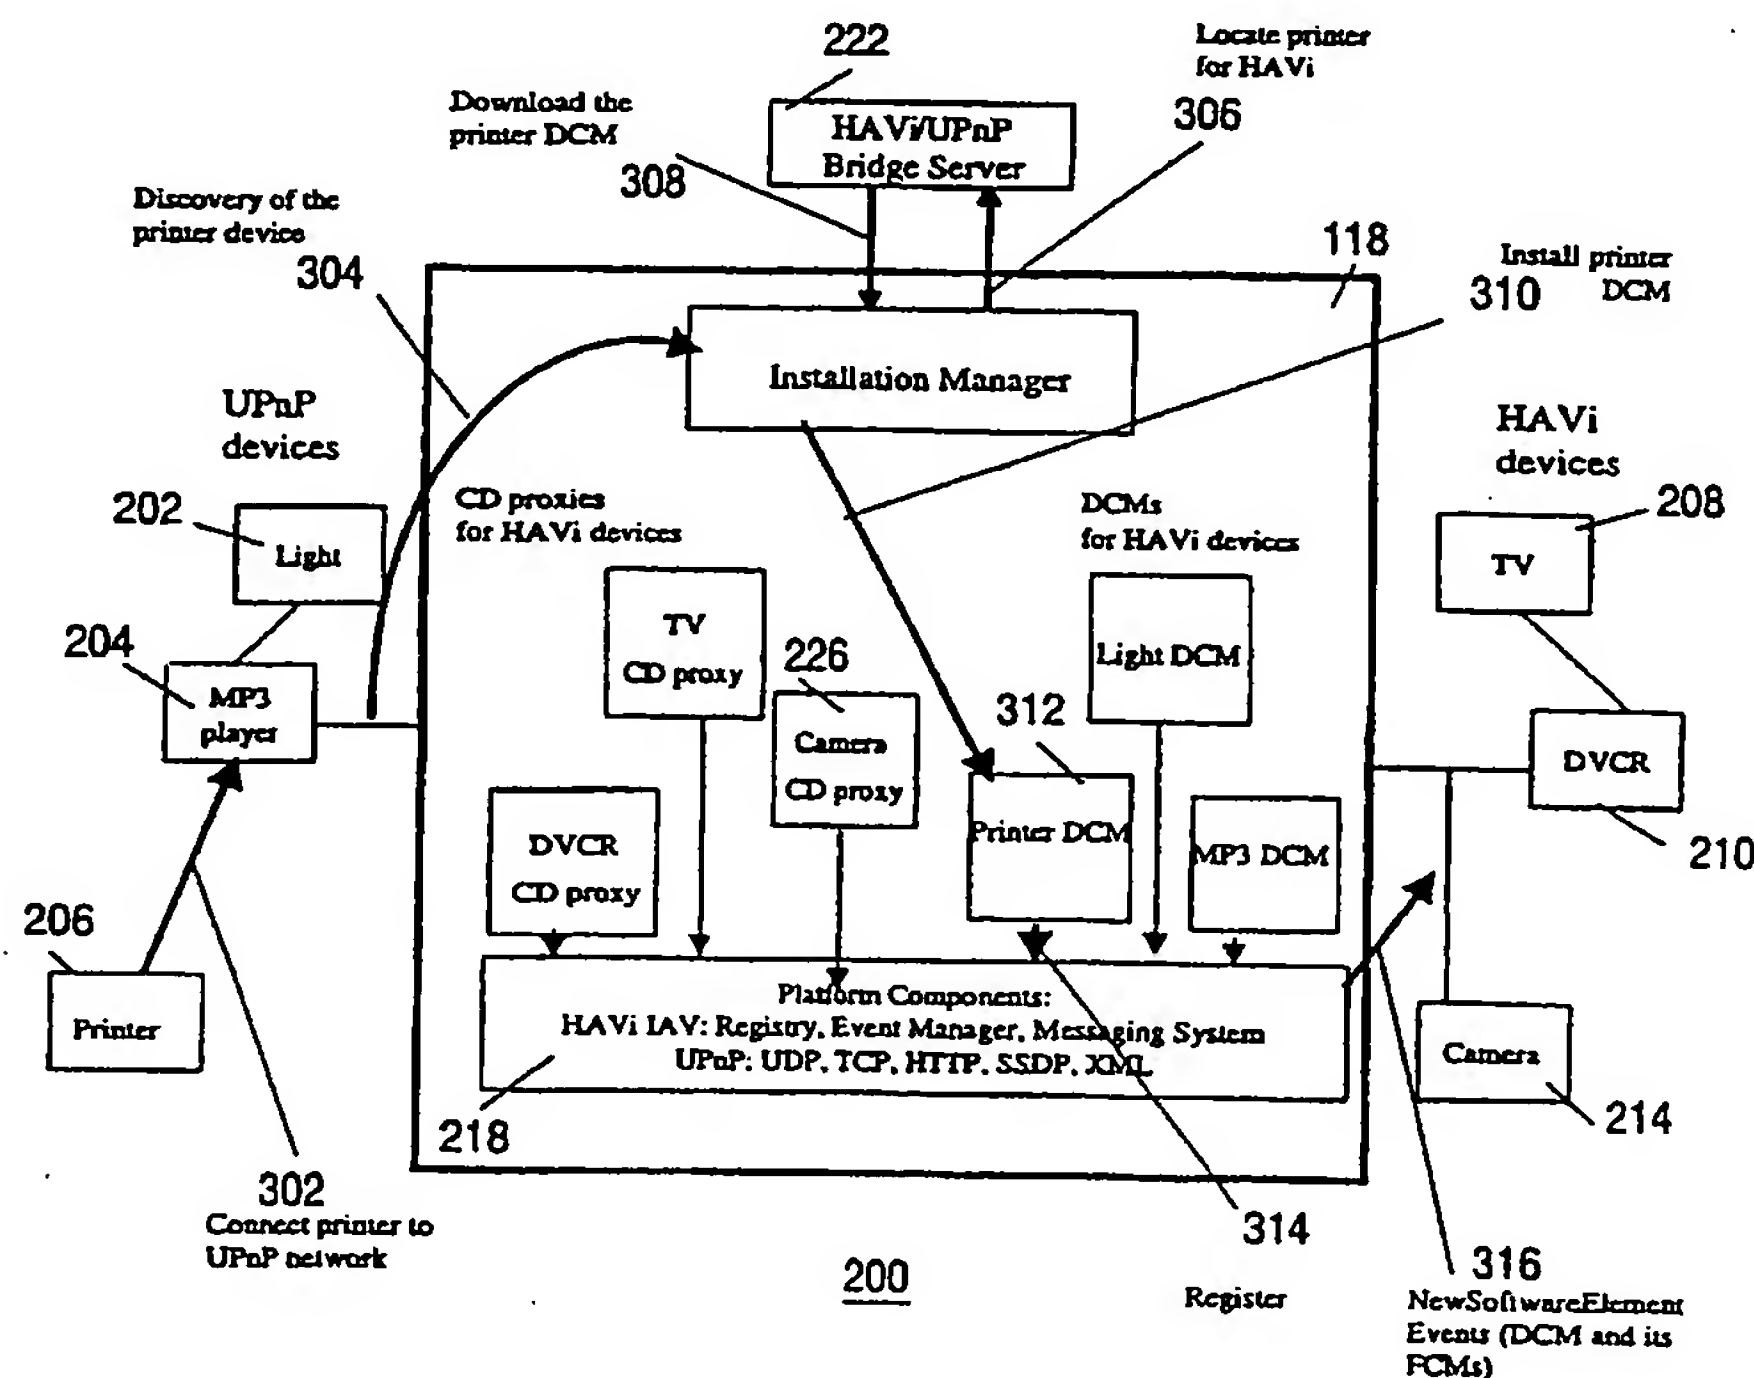 222
Locate printer
for HAVi
306
Download the
printer DCM
308
HAVi/UPnP
Bridge Server
Discovery of the
printer device
304
118
Install printer
310 DCM
Installation Manager
UPnP
devices
HAVi
devices
202
Light
CD proxies
for HAVi devices
DCMs
for HAVi devices
208
TV
204
MP3
player
TV
CD proxy
226
Camera
CD proxy
Light DCM
312
Printer DCM
MP3 DCM
DVCR
210
DVCR
CD proxy
206
Printer
Platform Components:
HAVi IAV: Registry, Event Manager, Messaging System
UPnP: UDP, TCP, HTTP, SSDP, XML
218
Camera
214
302
Connect printer to
UPnP network
314
Register
200
316
NewSoftwareElement
Events (DCM and its
FCMs)